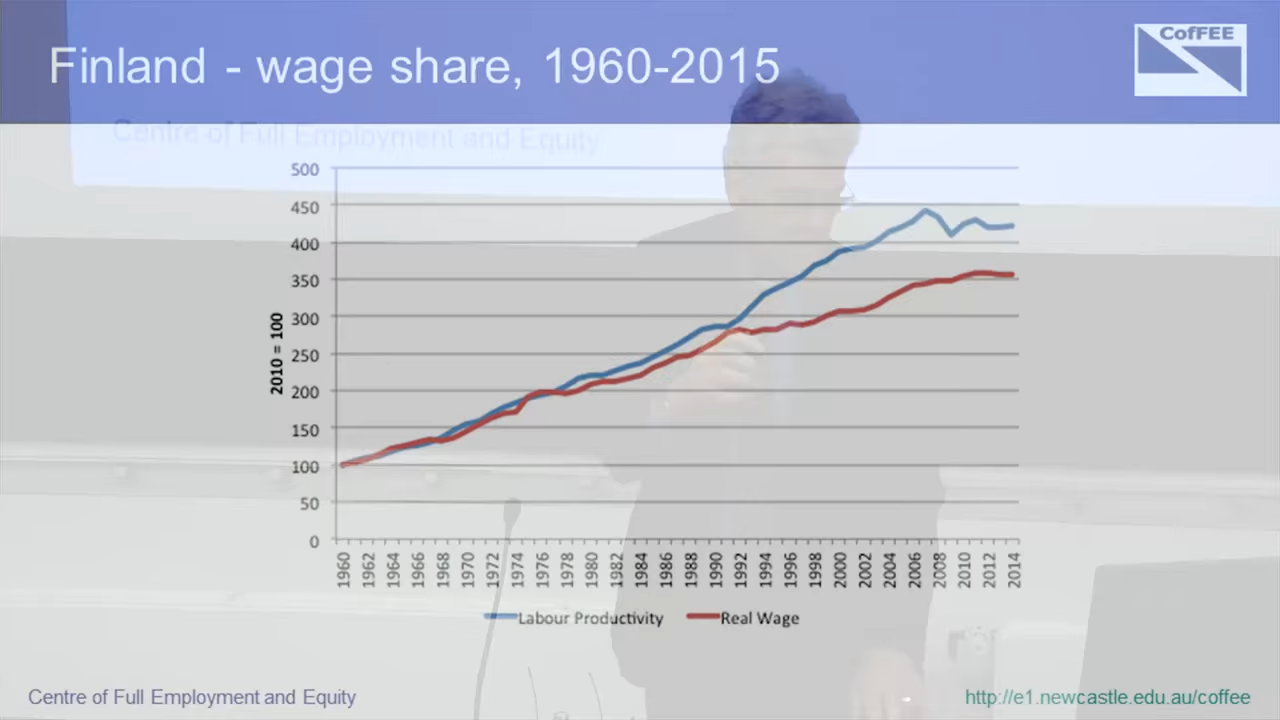 Finland - wage share, 1960-2015
CofFEE
Centre of Full Employment and Equity
500
450
400
350
300
250
200
150
100
50
0
2010 = 100
1960 1962 1964 1966 1968 1970 1972 1974 1976 1978 1980 1982 1984 1986 1988 1990 1992 1994 1996 1998 2000 2002 2004 2006 2008 2010 2012 2014
Labour Productivity Real Wage
Centre of Full Employment and Equity http://e1.newcastle.edu.au/coffee